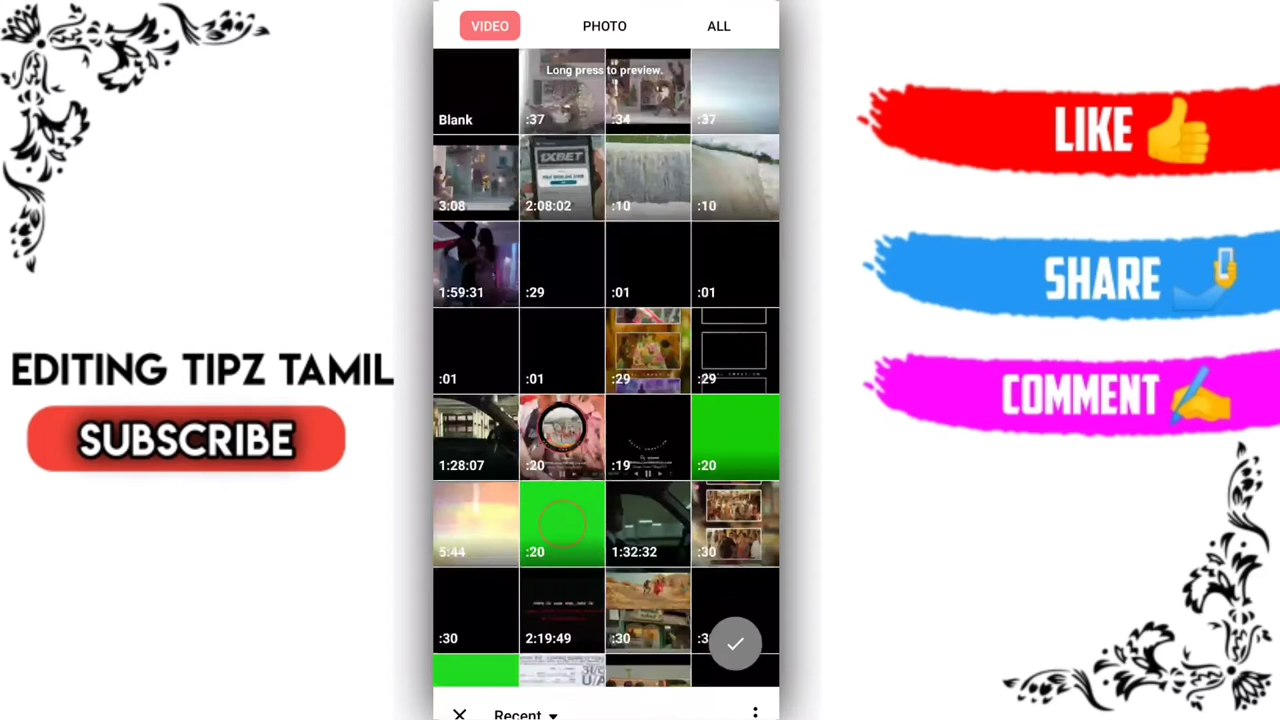 VIDEO PHOTO ALL
Long press to preview.
Blank :37 :34 :37
1XBET
3:08 2:08:02 :10 :10
1:59:31 :29 :01 :01
:01 :01 :29 :29
1:28:07 :20 :19 :20
5:44 :20 1:32:32 :30
:30 2:19:49 :30 :3
U/A
Recent
EDITING TIPZ TAMIL
SUBSCRIBE
LIKE
SHARE
COMMENT